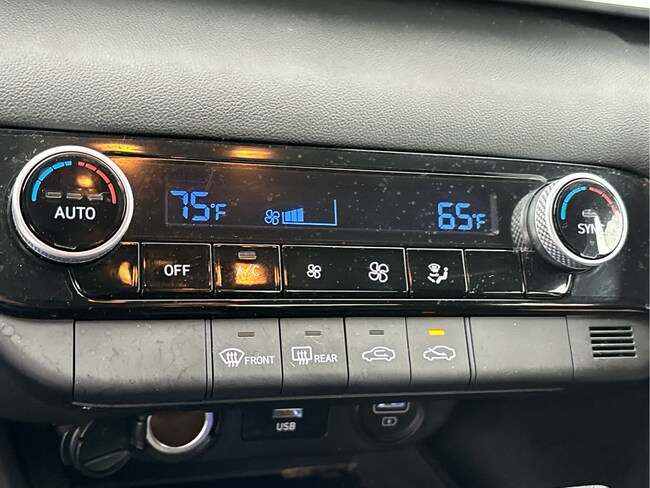 75°F 65°F
AUTO SYNC
OFF A/C
FRONT REAR
USB